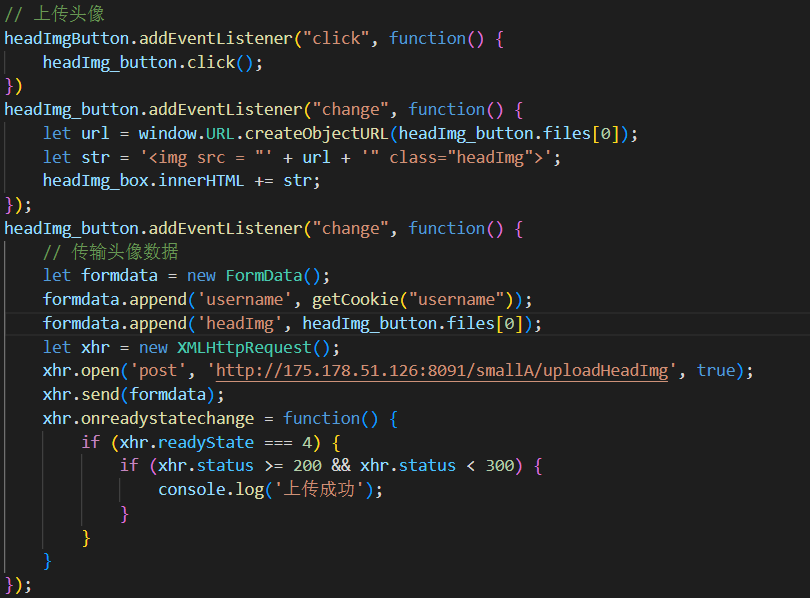 // 上传头像
headImgButton.addEventListener("click", function() {
    headImg_button.click();
})
headImg_button.addEventListener("change", function() {
    let url = window.URL.createObjectURL(headImg_button.files[0]);
    let str = '<img src = "' + url + '" class="headImg">';
    headImg_box.innerHTML += str;
});
headImg_button.addEventListener("change", function() {
    // 传输头像数据
    let formdata = new FormData();
    formdata.append('username', getCookie("username"));
    formdata.append('headImg', headImg_button.files[0]);
    let xhr = new XMLHttpRequest();
    xhr.open('post', 'http://175.178.51.126:8091/smallA/uploadHeadImg', true);
    xhr.send(formdata);
    xhr.onreadystatechange = function() {
        if (xhr.readyState === 4) {
            if (xhr.status >= 200 && xhr.status < 300) {
                console.log('上传成功');
            }
        }
    }
});